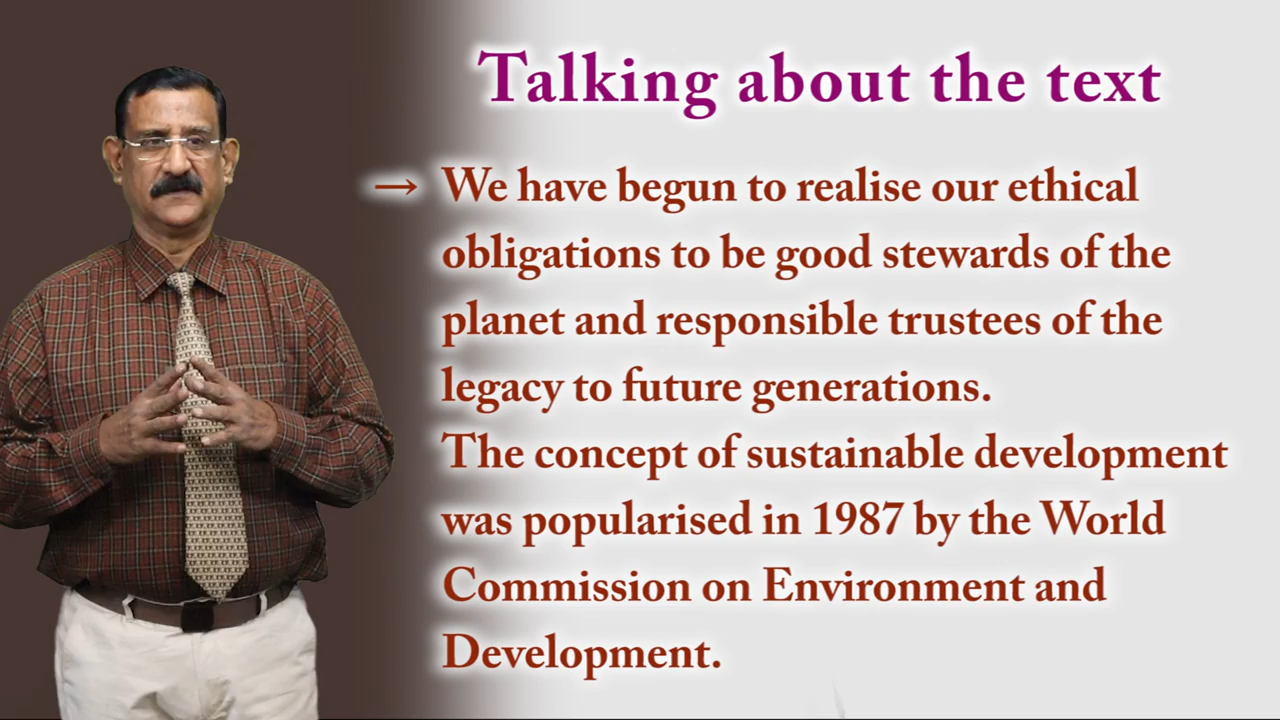 Talking about the text
→ We have begun to realise our ethical
obligations to be good stewards of the
planet and responsible trustees of the
legacy to future generations.
The concept of sustainable development
was popularised in 1987 by the World
Commission on Environment and
Development.